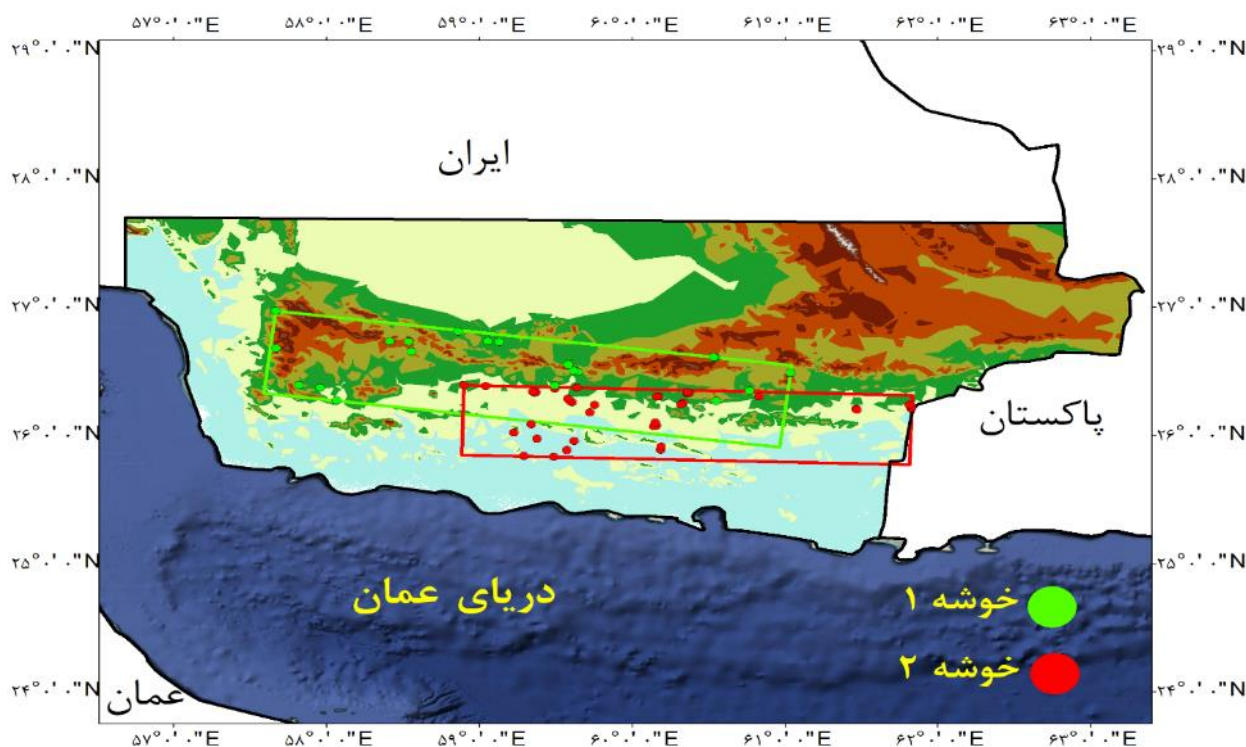 ۵۷°۰'۰"E ۵۸°۰'۰"E ۵۹°۰'۰"E ۶۰°۰'۰"E ۶۱°۰'۰"E ۶۲°۰'۰"E ۶۳°۰'۰"E
۲۹°۰'۰"N ۲۹°۰'۰"N
ایران
۲۸°۰'۰"N ۲۸°۰'۰"N
۲۷°۰'۰"N ۲۷°۰'۰"N
پاکستان
۲۶°۰'۰"N ۲۶°۰'۰"N
۲۵°۰'۰"N ۲۵°۰'۰"N
دریای عمان
خوشه ۱
خوشه ۲
۲۴°۰'۰"N ۲۴°۰'۰"N
عمان
۵۷°۰'۰"E ۵۸°۰'۰"E ۵۹°۰'۰"E ۶۰°۰'۰"E ۶۱°۰'۰"E ۶۲°۰'۰"E ۶۳°۰'۰"E